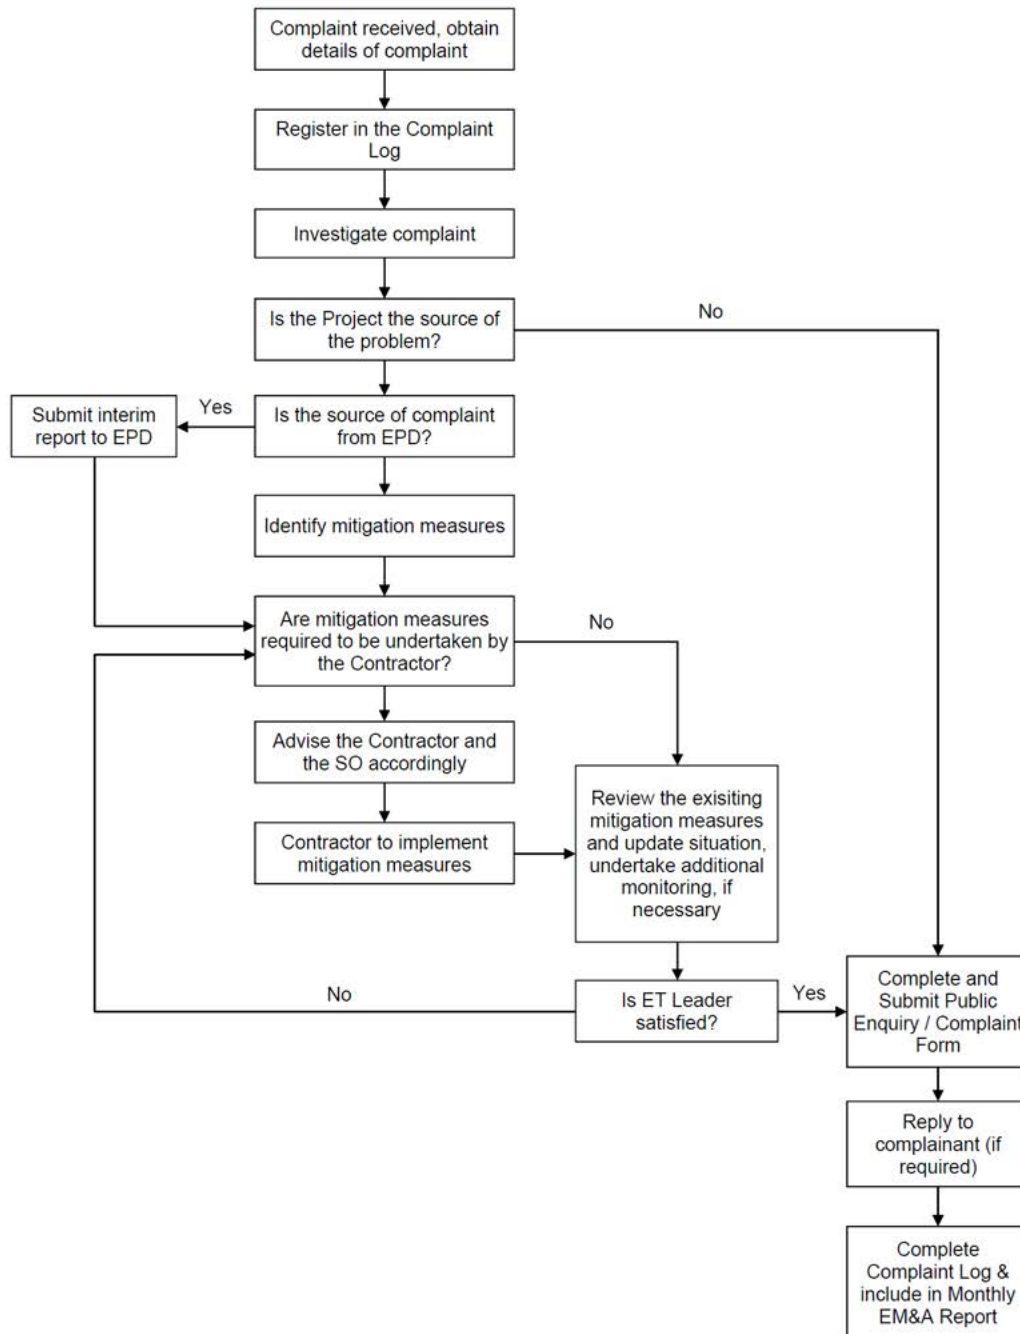 Complaint received, obtain
details of complaint
Register in the Complaint
Log
Investigate complaint
Is the Project the source of
the problem?
No
Submit interim
report to EPD
Yes
Is the source of complaint
from EPD?
Identify mitigation measures
Are mitigation measures
required to be undertaken by
the Contractor?
No
Advise the Contractor and
the SO accordingly
Contractor to implement
mitigation measures
Review the exisiting
mitigation measures
and update situation,
undertake additional
monitoring, if
necessary
No
Is ET Leader
satisfied?
Yes
Complete and
Submit Public
Enquiry / Complaint
Form
Reply to
complainant (if
required)
Complete
Complaint Log &
include in Monthly
EM&A Report